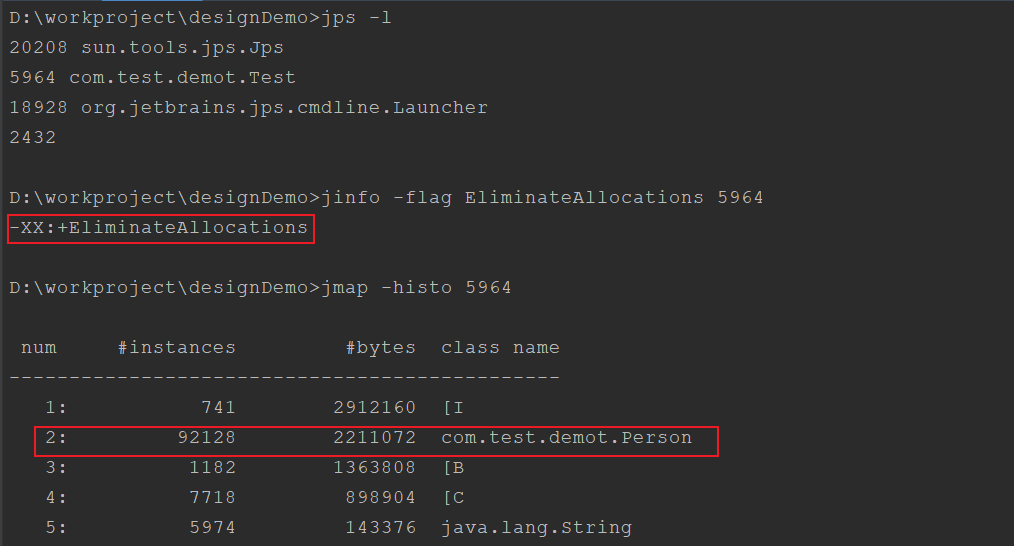 D:\workproject\designDemo>jps -l
20208 sun.tools.jps.Jps
5964 com.test.demot.Test
18928 org.jetbrains.jps.cmdline.Launcher
2432
D:\workproject\designDemo>jinfo -flag EliminateAllocations 5964
-XX:+EliminateAllocations
D:\workproject\designDemo>jmap -histo 5964
num #instances #bytes class name
----------------------------------------------
1: 741 2912160 [I
2: 92128 2211072 com.test.demot.Person
3: 1182 1363808 [B
4: 7718 898904 [C
5: 5974 143376 java.lang.String